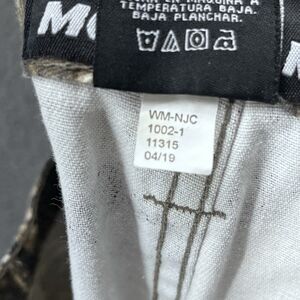 TEMPERATURA BAJA.
BAJA PLANCHAR.
WM-NJC
1002-1
11315
04/19